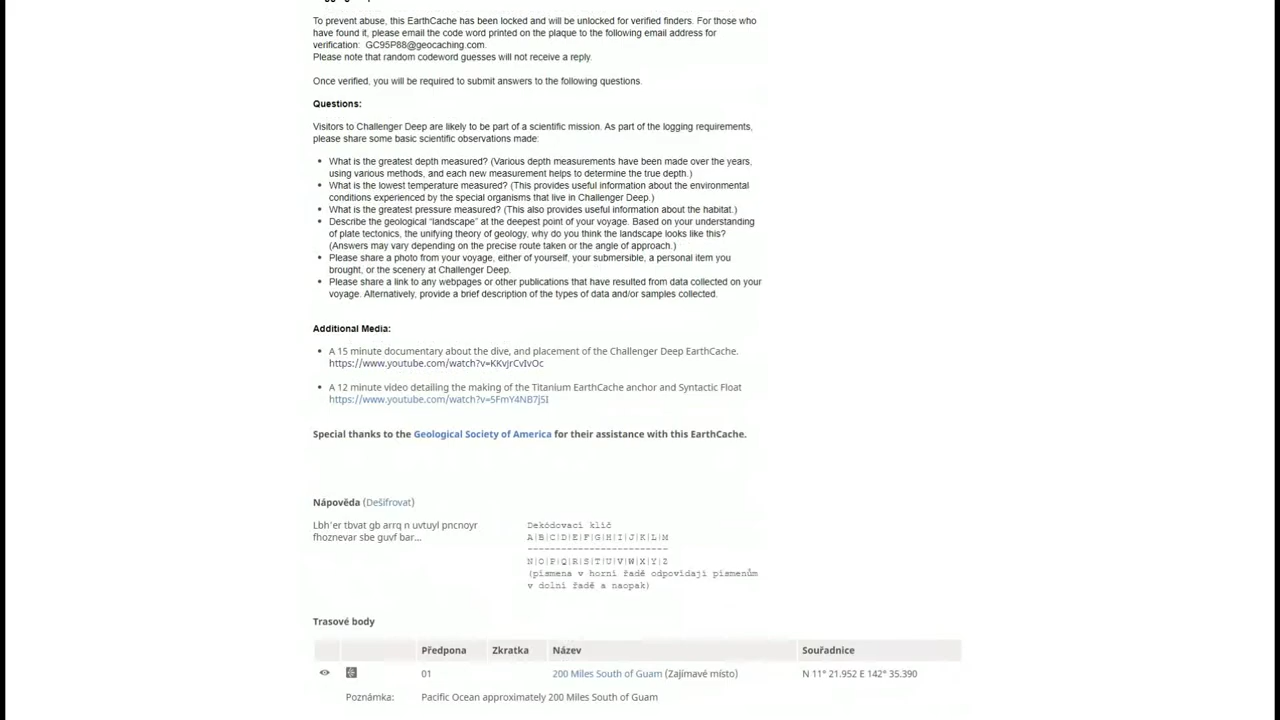 To prevent abuse, this EarthCache has been locked and will be unlocked for verified finders. For those who
have found it, please email the code word printed on the plaque to the following email address for
verification: GC95P88@geocaching.com.
Please note that random codeword guesses will not receive a reply.
Once verified, you will be required to submit answers to the following questions.
Questions:
Visitors to Challenger Deep are likely to be part of a scientific mission. As part of the logging requirements,
please share some basic scientific observations made:
• What is the greatest depth measured? (Various depth measurements have been made over the years,
using various methods, and each new measurement helps to determine the true depth.)
• What is the lowest temperature measured? (This provides useful information about the environmental
conditions experienced by the special organisms that live in Challenger Deep.)
• What is the greatest pressure measured? (This also provides useful information about the habitat.)
• Describe the geological “landscape” at the deepest point of your voyage. Based on your understanding
of plate tectonics, the unifying theory of geology, why do you think the landscape looks like this?
(Answers may vary depending on the precise route taken or the angle of approach.)
• Please share a photo from your voyage, either of yourself, your submersible, a personal item you
brought, or the scenery at Challenger Deep.
• Please share a link to any webpages or other publications that have resulted from data collected on your
voyage. Alternatively, provide a brief description of the types of data and/or samples collected.
Additional Media:
• A 15 minute documentary about the dive, and placement of the Challenger Deep EarthCache.
https://www.youtube.com/watch?v=KKvJrCvIvOc
• A 12 minute video detailing the making of the Titanium EarthCache anchor and Syntactic Float
https://www.youtube.com/watch?v=5FmY4NB7j5I
Special thanks to the Geological Society of America for their assistance with this EarthCache.
Nápověda (Dešifrovat)
Lbh'er tbvat gb arrq n uvtuyl pncnoyr
fhoznevar sbe guvf bar...
Dekódovací klíč
A|B|C|D|E|F|G|H|I|J|K|L|M
-------------------------
N|O|P|Q|R|S|T|U|V|W|X|Y|Z
(písmena v horní řadě odpovídají písmenům
v dolní řadě a naopak)
Trasové body
Předpona Zkratka Název Souřadnice
01 200 Miles South of Guam (Zajímavé místo) N 11° 21.952 E 142° 35.390
Poznámka: Pacific Ocean approximately 200 Miles South of Guam